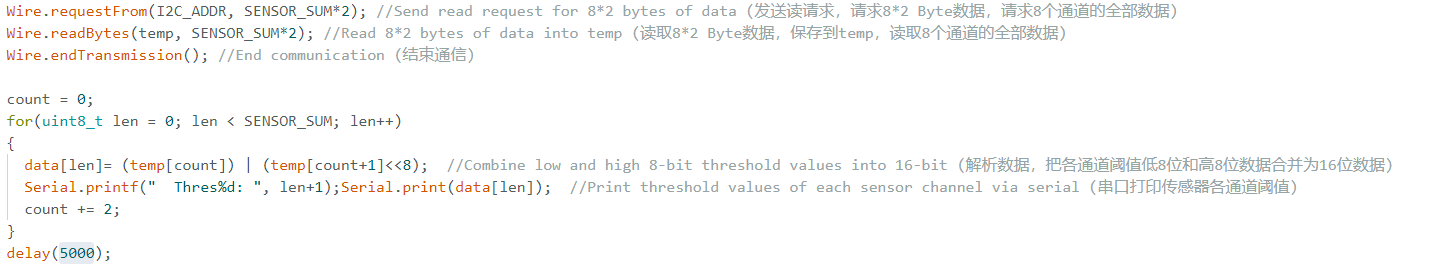 Wire.requestFrom(I2C_ADDR, SENSOR_SUM*2); //Send read request for 8*2 bytes of data (发送读请求，请求8*2 Byte数据，请求8个通道的全部数据)
Wire.readBytes(temp, SENSOR_SUM*2); //Read 8*2 bytes of data into temp (读取8*2 Byte数据，保存到temp，读取8个通道的全部数据)
Wire.endTransmission(); //End communication (结束通信)
count = 0;
for(uint8_t len = 0; len < SENSOR_SUM; len++)
{
data[len]= (temp[count]) | (temp[count+1]<<8);  //Combine low and high 8-bit threshold values into 16-bit (解析数据，把各通道阈值低8位和高8位数据合并为16位数据)
Serial.printf("  Thres%d: ", len+1);Serial.print(data[len]);  //Print threshold values of each sensor channel via serial (串口打印传感器各通道阈值)
count += 2;
}
delay(5000);